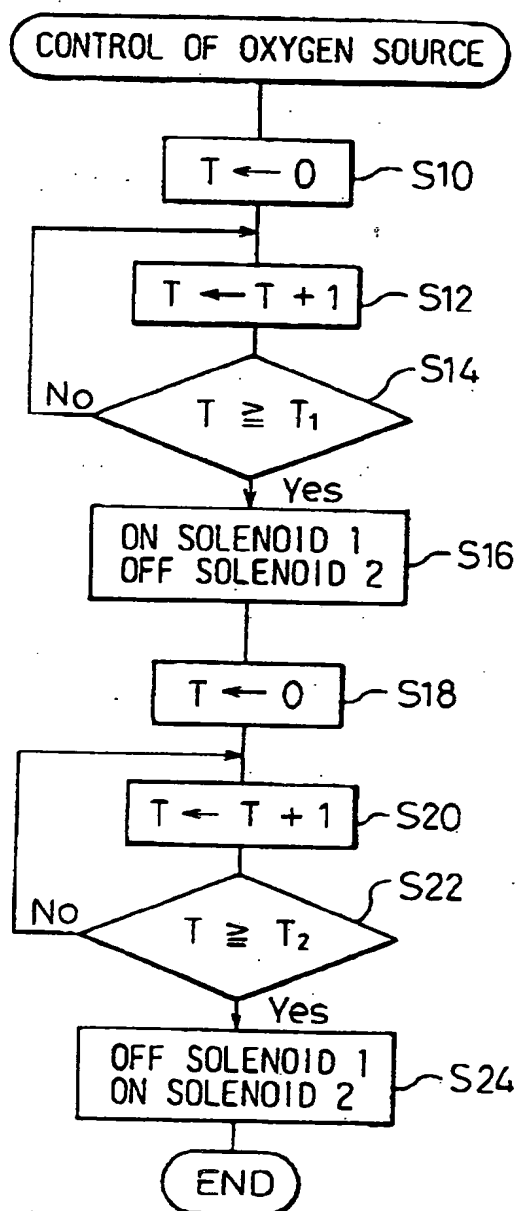 CONTROL OF OXYGEN SOURCE
T ← 0 S10
T ← T + 1 S12
S14
No
T ≧ T1
Yes
ON SOLENOID 1
OFF SOLENOID 2
S16
T ← 0 S18
T ← T + 1 S20
S22
No
T ≧ T2
Yes
OFF SOLENOID 1
ON SOLENOID 2
S24
END